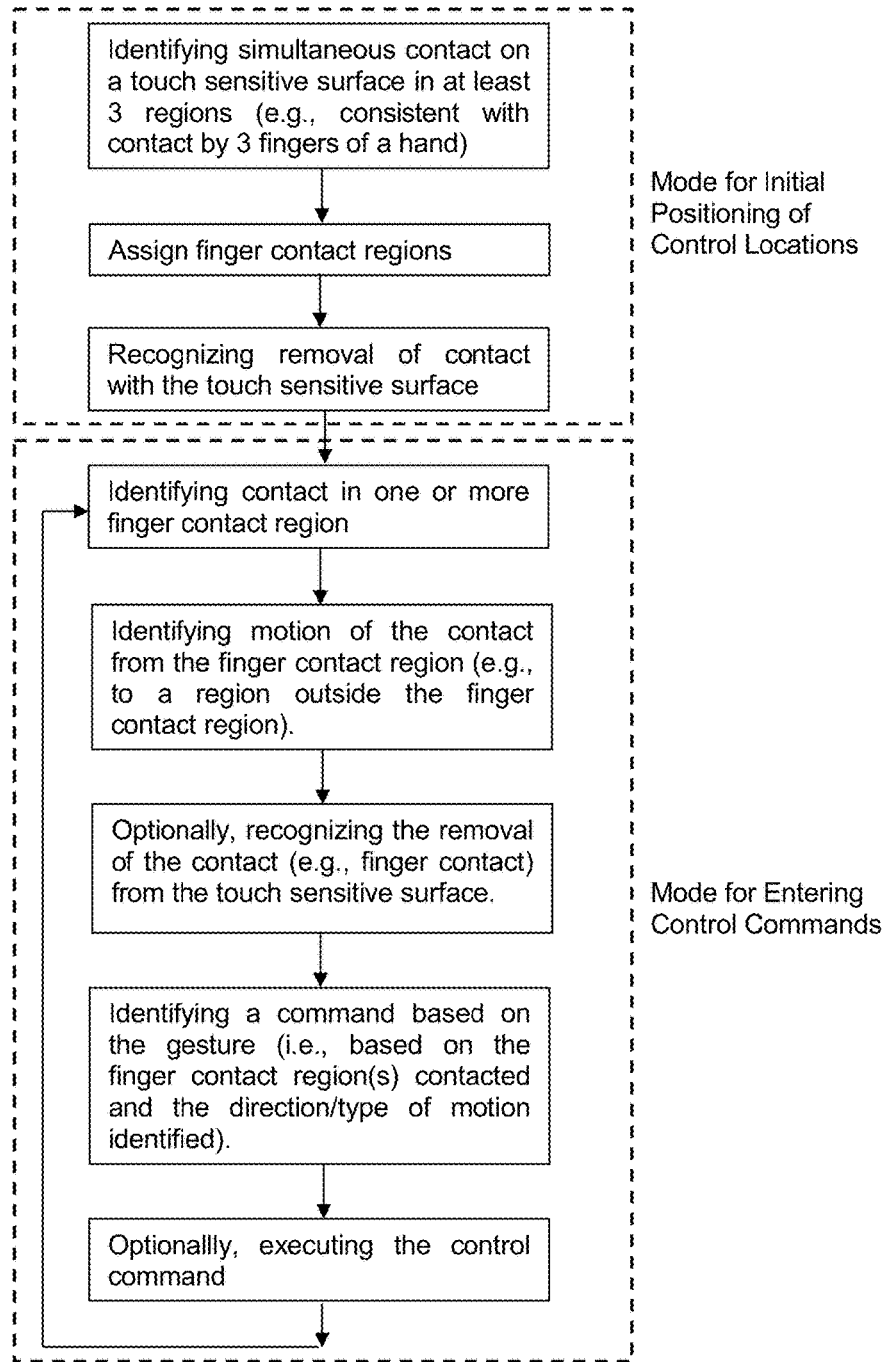 Identifying simultaneous contact on
a touch sensitive surface in at least
3 regions (e.g., consistent with
contact by 3 fingers of a hand)
Mode for Initial
Positioning of
Control Locations
Assign finger contact regions
Recognizing removal of contact
with the touch sensitive surface
Identifying contact in one or more
finger contact region
Identifying motion of the contact
from the finger contact region (e.g.,
to a region outside the finger
contact region).
Optionally, recognizing the removal
of the contact (e.g., finger contact)
from the touch sensitive surface.
Mode for Entering
Control Commands
Identifying a command based on
the gesture (i.e., based on the
finger contact region(s) contacted
and the direction/type of motion
identified).
Optionallly, executing the control
command